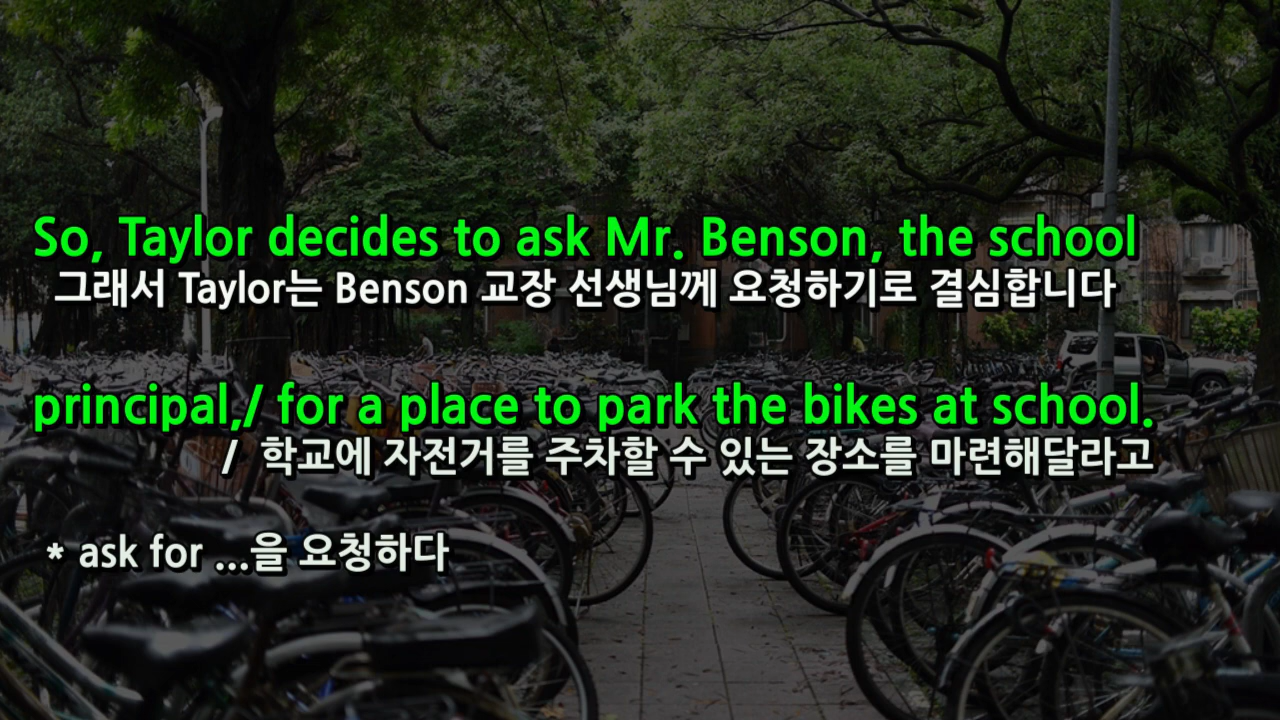 So, Taylor decides to ask Mr. Benson, the school
그래서 Taylor는 Benson 교장 선생님께 요청하기로 결심합니다
principal,/ for a place to park the bikes at school.
/ 학교에 자전거를 주차할 수 있는 장소를 마련해달라고
* ask for ...을 요청하다